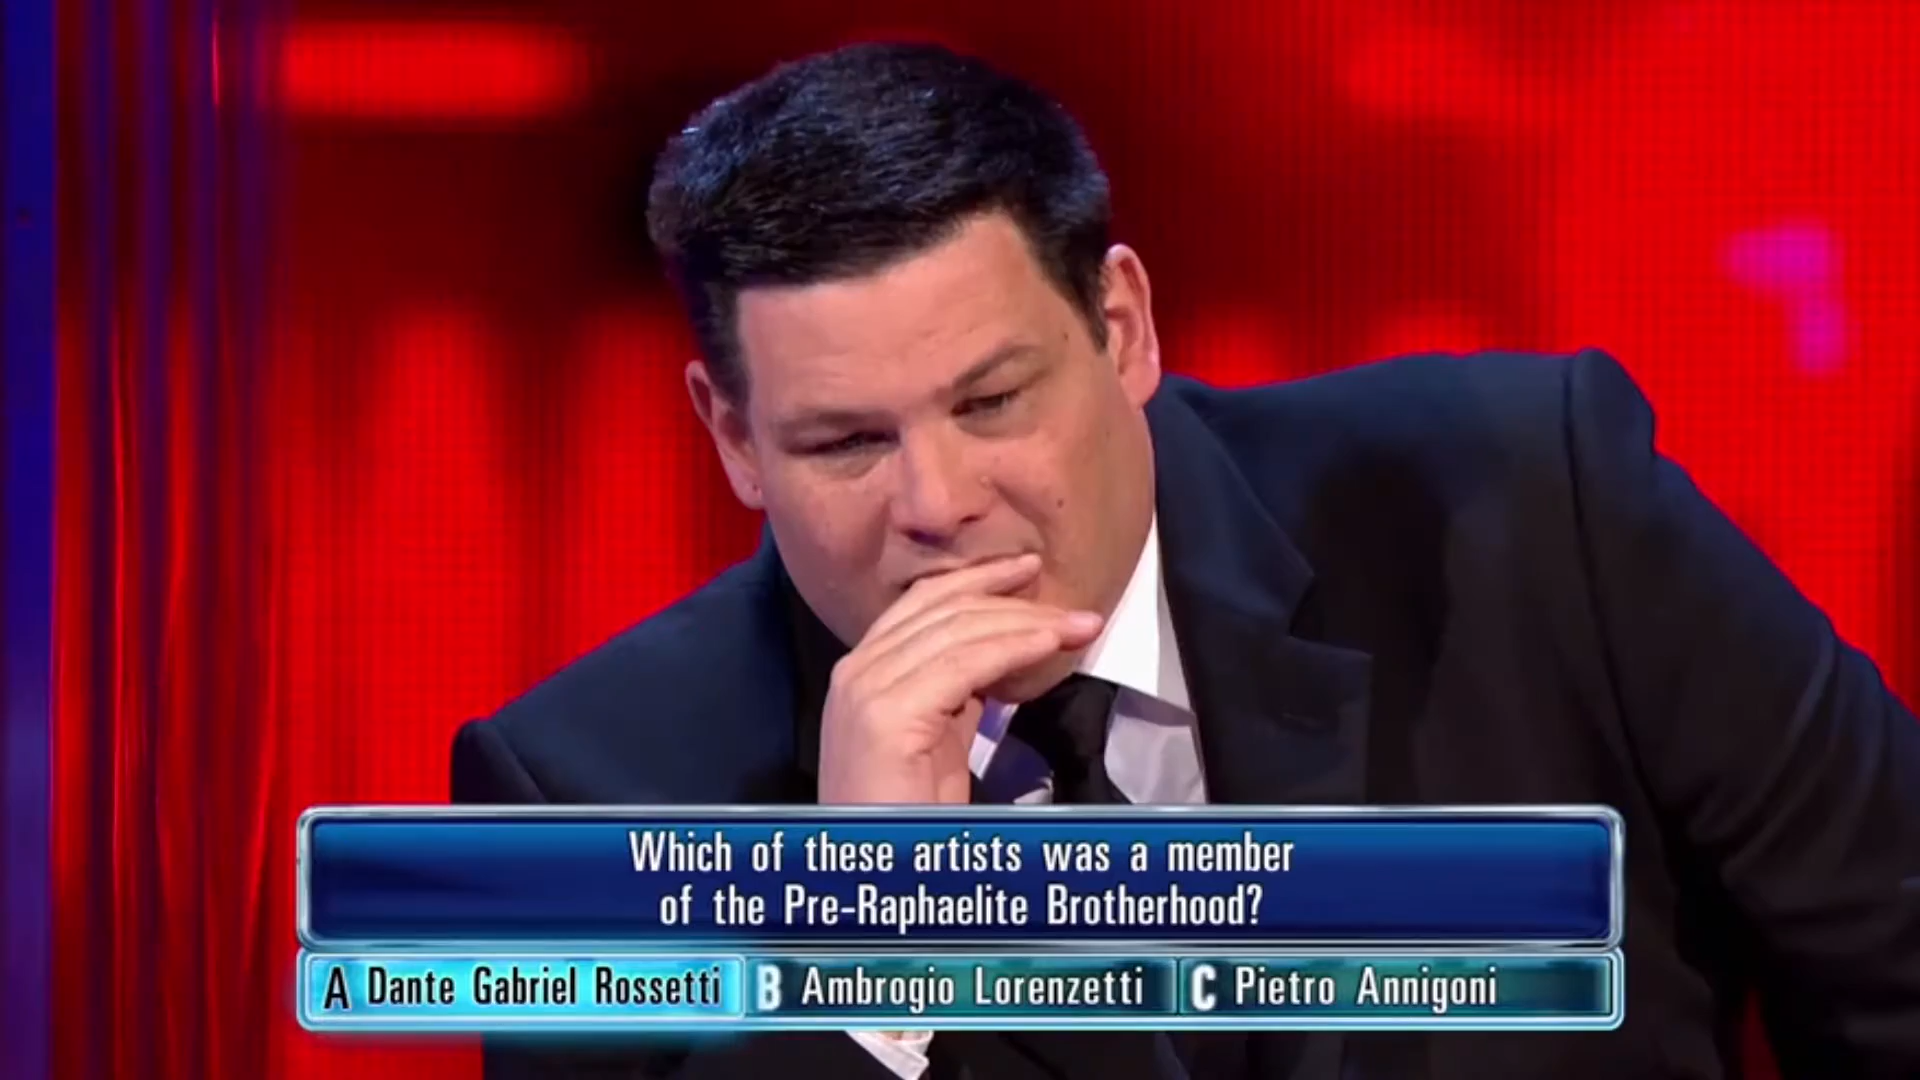 Which of these artists was a member
of the Pre-Raphaelite Brotherhood?
A Dante Gabriel Rossetti B Ambrogio Lorenzetti C Pietro Annigoni